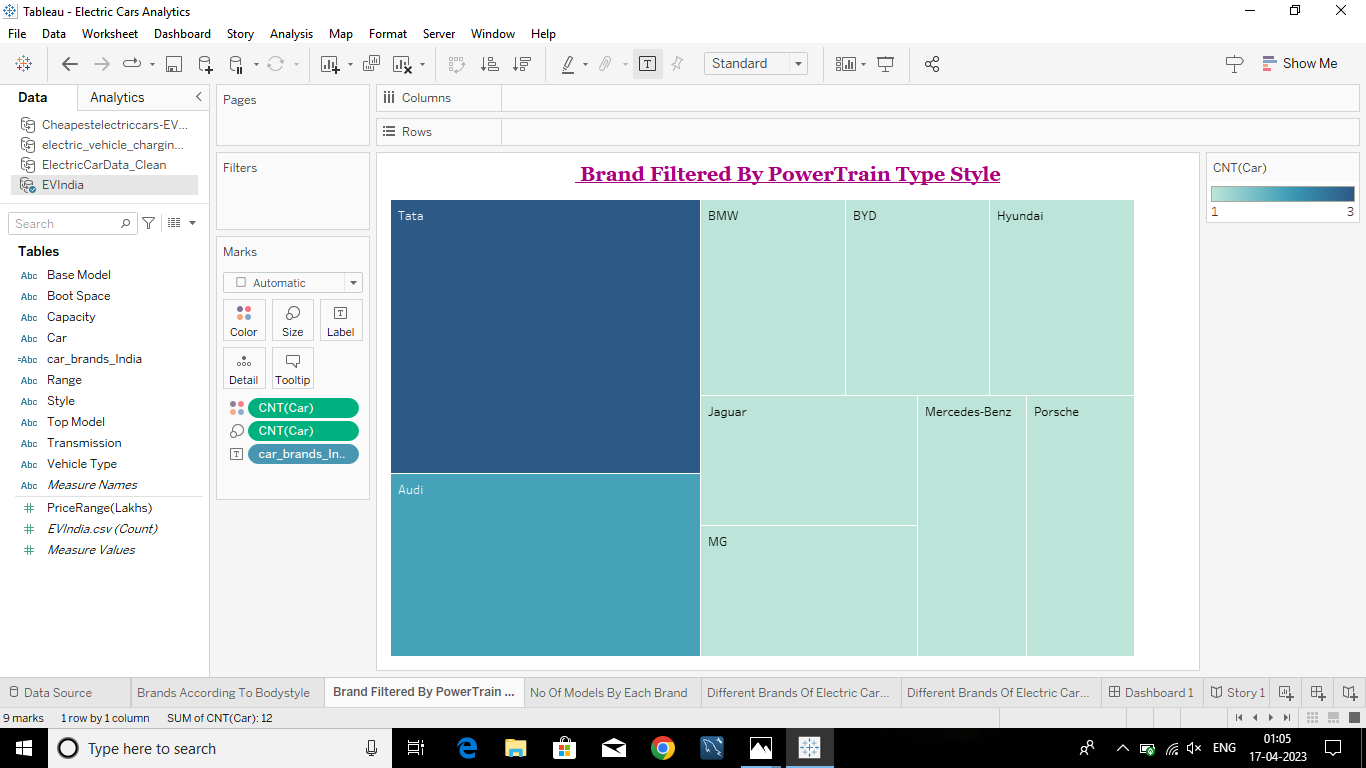 Tableau - Electric Cars Analytics
File Data Worksheet Dashboard Story Analysis Map Format Server Window Help
Standard
Show Me
Data Analytics
Cheapestelectriccars-EV...
electric_vehicle_chargin...
ElectricCarData_Clean
EVIndia
Search
Tables
Abc Base Model
Abc Boot Space
Abc Capacity
Abc Car
=Abc car_brands_India
Abc Range
Abc Style
Abc Top Model
Abc Transmission
Abc Vehicle Type
Abc Measure Names
# PriceRange(Lakhs)
# EVIndia.csv (Count)
# Measure Values
Pages
Filters
Marks
Automatic
Color Size Label
Detail Tooltip
CNT(Car)
CNT(Car)
car_brands_In..
Columns
Rows
Brand Filtered By PowerTrain Type Style
Tata
BMW
BYD
Hyundai
Jaguar
Mercedes-Benz
Porsche
Audi
MG
CNT(Car)
1 3
Data Source Brands According To Bodystyle Brand Filtered By PowerTrain ... No Of Models By Each Brand Different Brands Of Electric Car... Different Brands Of Electric Car... Dashboard 1 Story 1
9 marks 1 row by 1 column SUM of CNT(Car): 12
Type here to search
ENG
01:05
17-04-2023